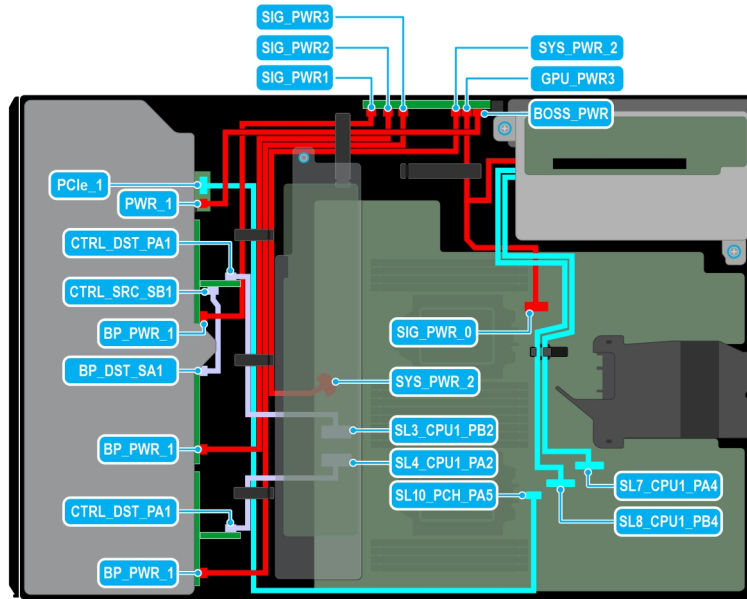 SIG_PWR3
SIG_PWR2
SIG_PWR1
SYS_PWR_2
GPU_PWR3
BOSS_PWR
PCIe_1
PWR_1
CTRL_DST_PA1
CTRL_SRC_SB1
BP_PWR_1
BP_DST_SA1
SIG_PWR_0
SYS_PWR_2
SL3_CPU1_PB2
BP_PWR_1
SL4_CPU1_PA2
SL7_CPU1_PA4
SL10_PCH_PA5
CTRL_DST_PA1
SL8_CPU1_PB4
BP_PWR_1